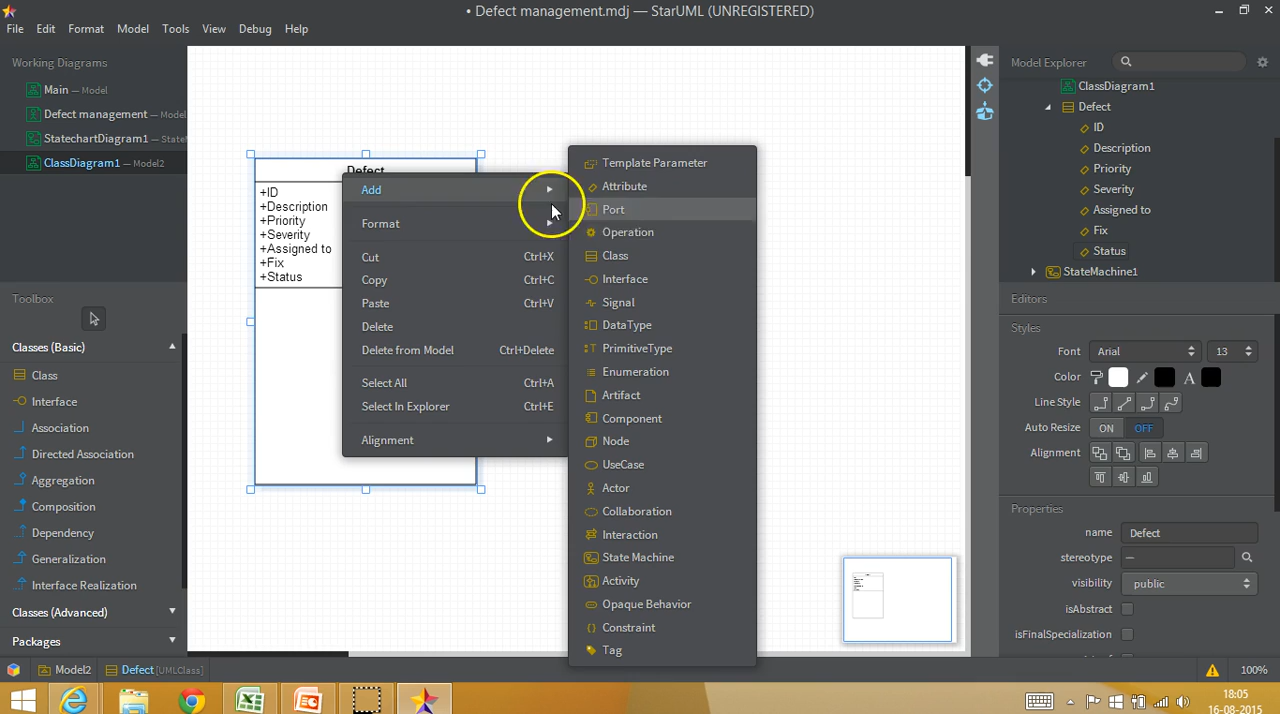 • Defect management.mdj — StarUML (UNREGISTERED)
File Edit Format Model Tools View Debug Help
Working Diagrams
Main — Model
Defect management — Model
StatechartDiagram1 — State
ClassDiagram1 — Model2
Toolbox
Classes (Basic)
Class
Interface
Association
Directed Association
Aggregation
Composition
Dependency
Generalization
Interface Realization
Classes (Advanced)
Packages
Defect
+ID
+Description
+Priority
+Severity
+Assigned to
+Fix
+Status
Add
Format
Cut Ctrl+X
Copy Ctrl+C
Paste Ctrl+V
Delete
Delete from Model Ctrl+Delete
Select All Ctrl+A
Select In Explorer Ctrl+E
Alignment
Template Parameter
Attribute
Port
Operation
Class
Interface
Signal
DataType
PrimitiveType
Enumeration
Artifact
Component
Node
UseCase
Actor
Collaboration
Interaction
State Machine
Activity
Opaque Behavior
Constraint
Tag
Model Explorer
ClassDiagram1
Defect
ID
Description
Priority
Severity
Assigned to
Fix
Status
StateMachine1
Editors
Styles
Font Arial 13
Color A
Line Style
Auto Resize ON OFF
Alignment
Properties
name Defect
stereotype —
visibility public
isAbstract
isFinalSpecialization
Model2 Defect [UMLClass] 100%
18:05
16-08-2015